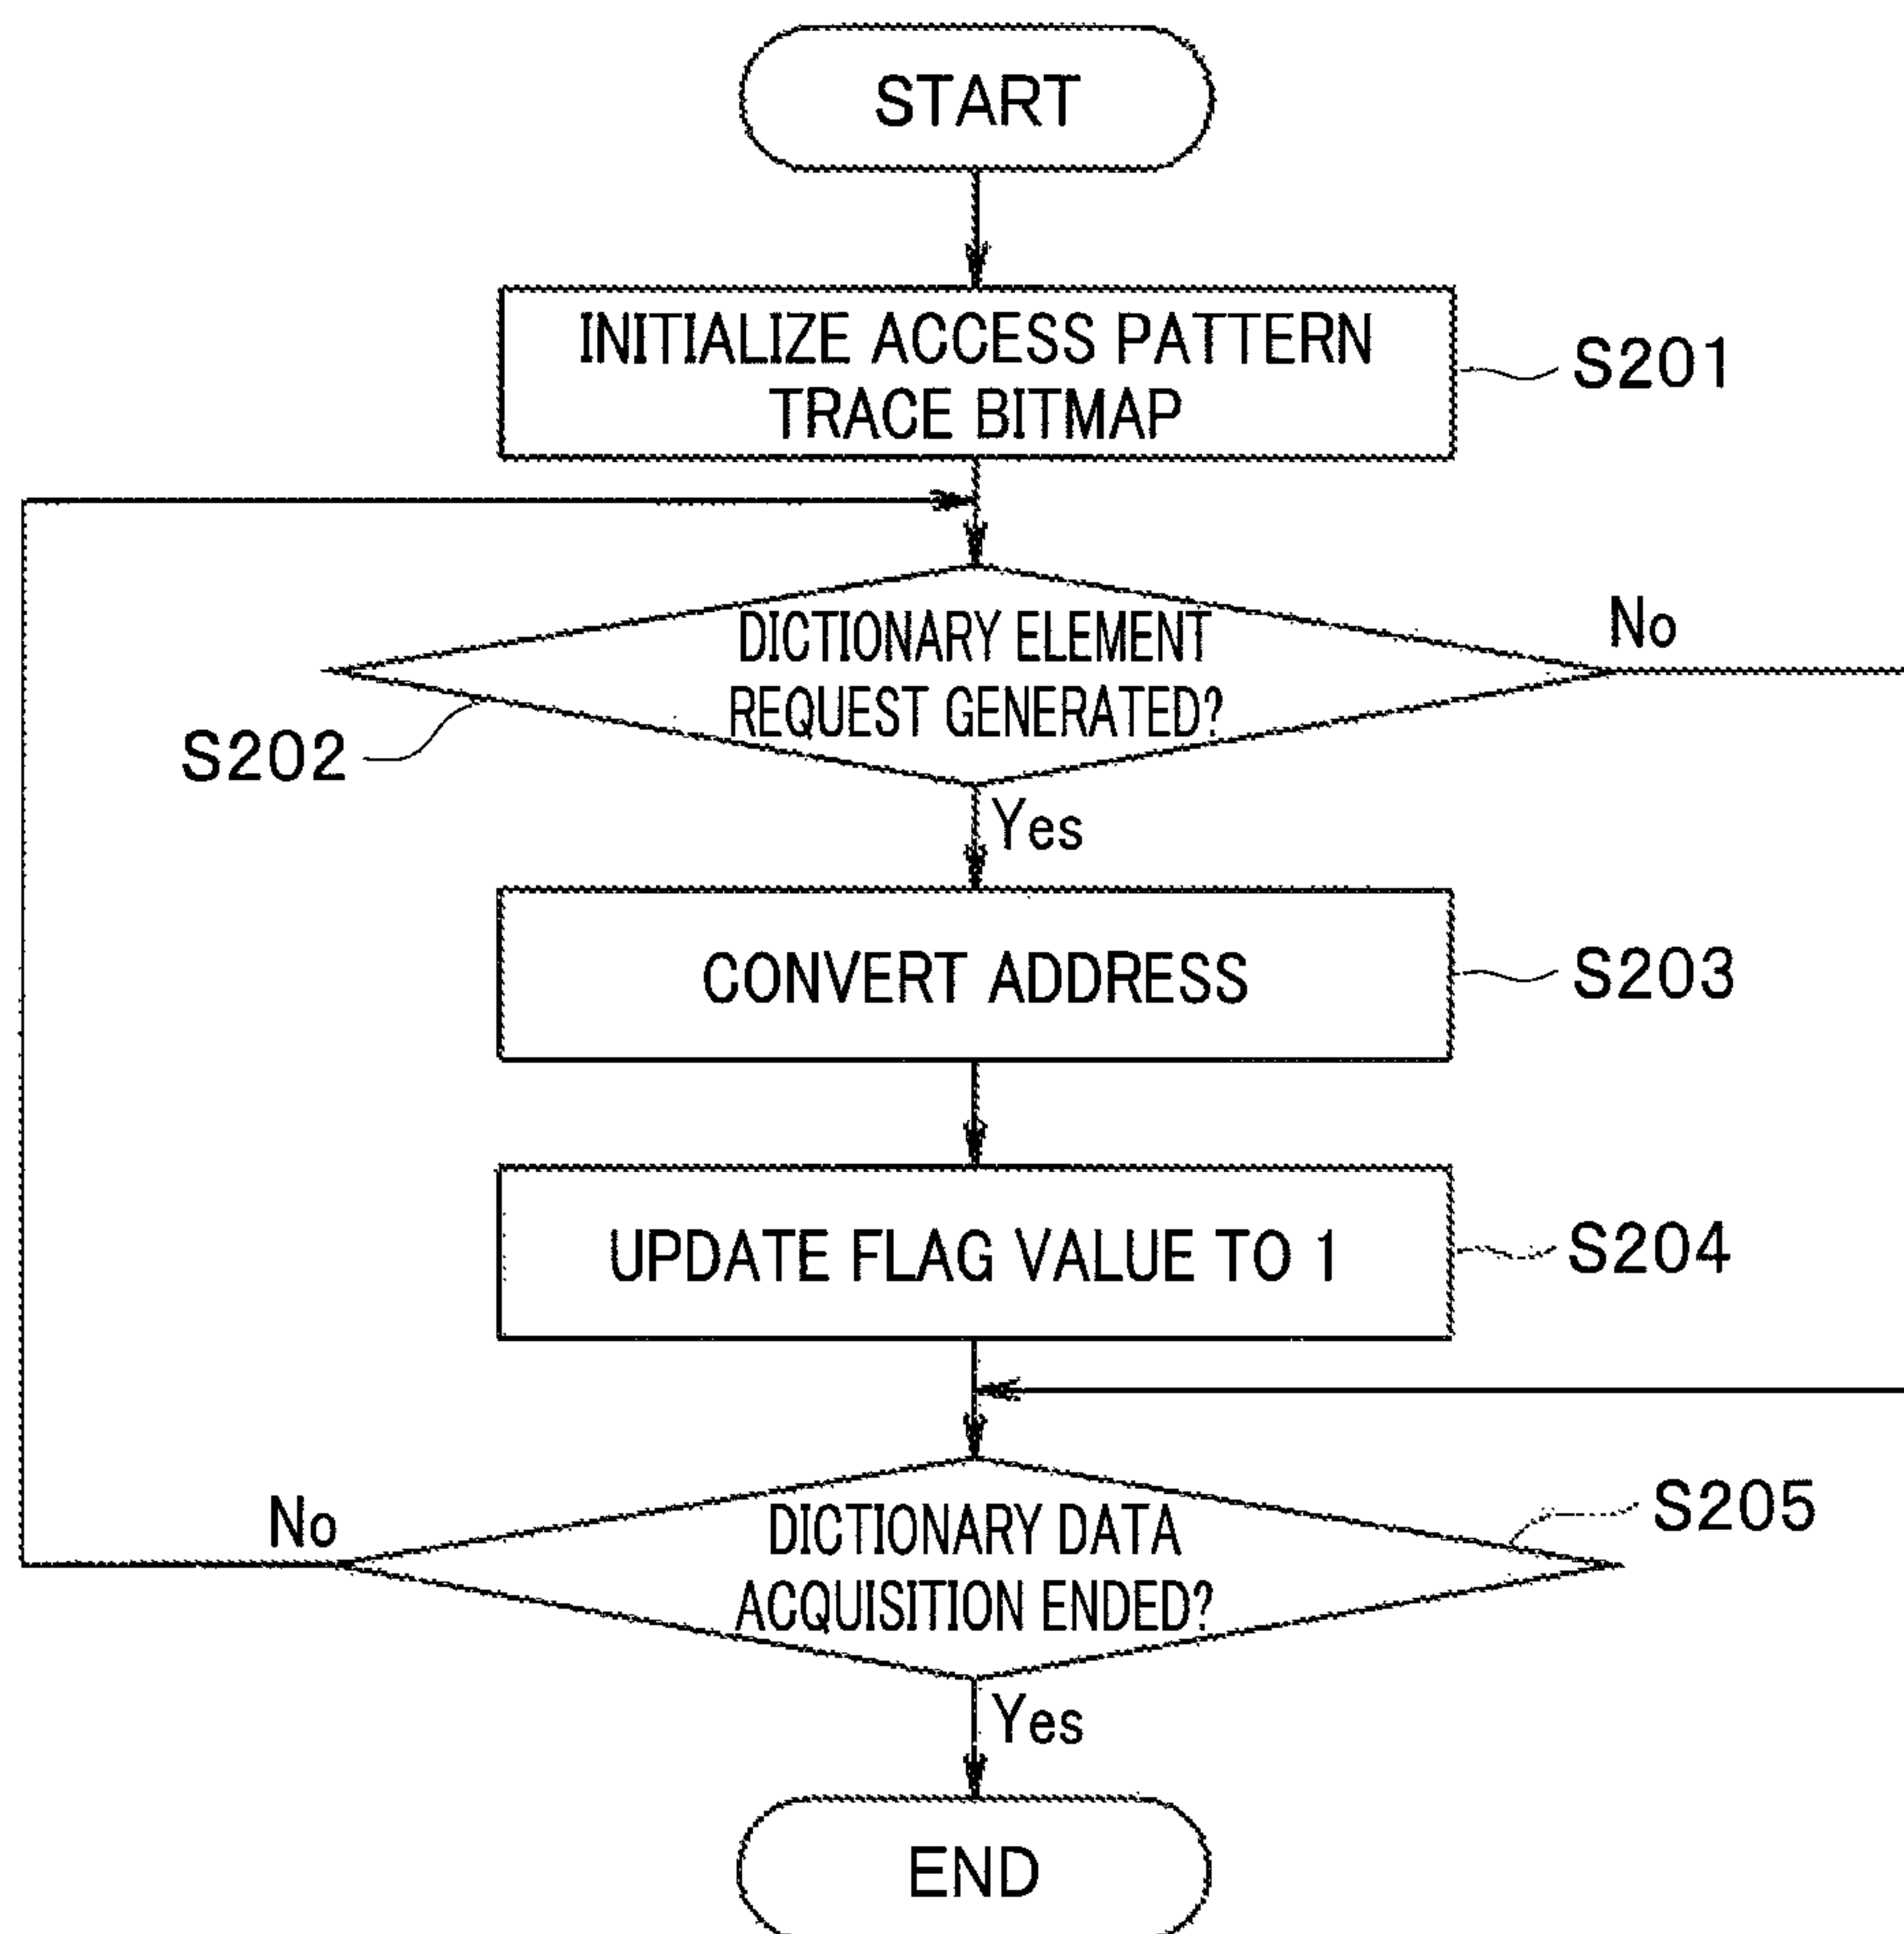 START
INITIALIZE ACCESS PATTERN
TRACE BITMAP
S201
DICTIONARY ELEMENT
REQUEST GENERATED?
No
S202
Yes
CONVERT ADDRESS
S203
UPDATE FLAG VALUE TO 1
S204
DICTIONARY DATA
ACQUISITION ENDED?
No
S205
Yes
END